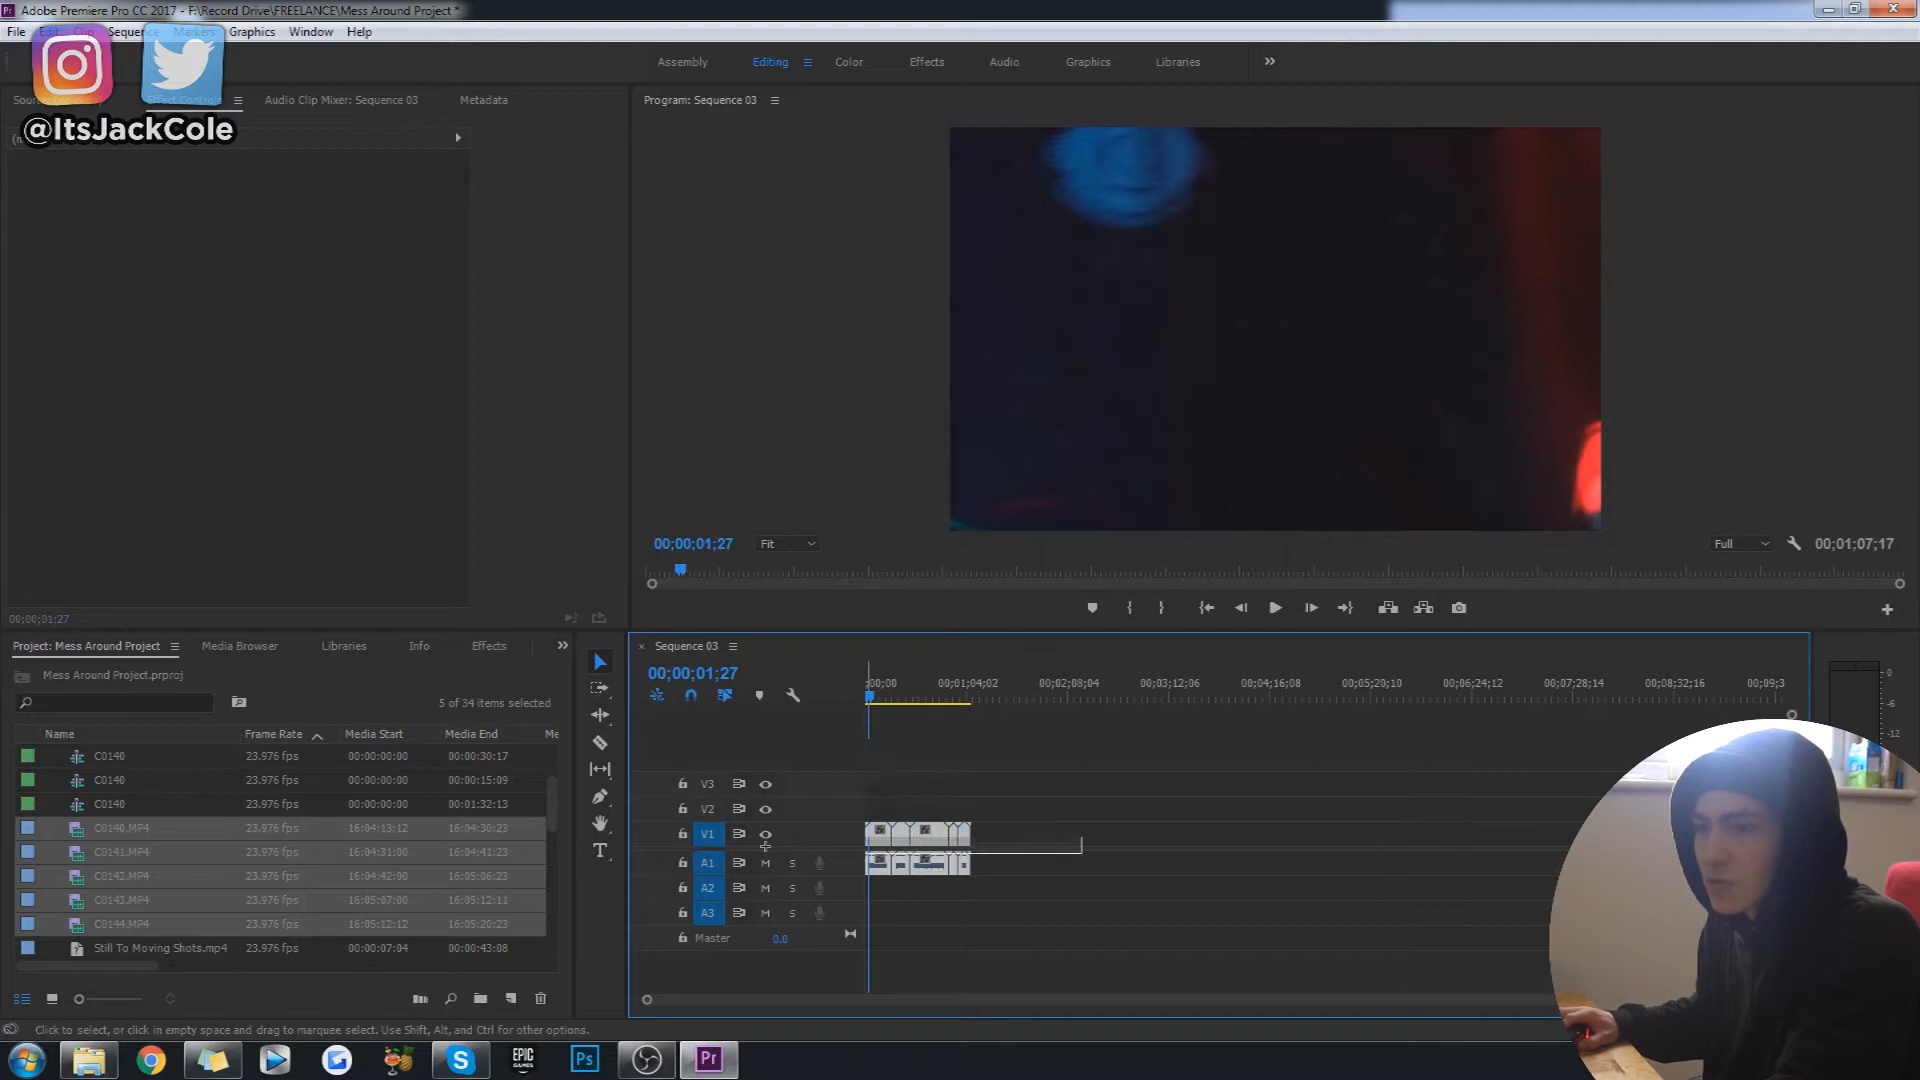 Adobe Premiere Pro CC 2017 - F:\Record Drive\FREELANCE\Mess Around Project *
File Edit Clip Sequence Markers Graphics Window Help
Assembly Editing Color Effects Audio Graphics Libraries
@ItsJackCole
Effect Controls Audio Clip Mixer: Sequence 03 Metadata
Program: Sequence 03
00;00;01;27 Fit Full 00;01;07;17
00;00;01;27
Project: Mess Around Project Media Browser Libraries Info Effects
Mess Around Project.prproj
5 of 34 items selected
Name Frame Rate Media Start Media End Me
C0140 23.976 fps 00:00:00:00 00:00:30:17
C0140 23.976 fps 00:00:00:00 00:00:15:09
C0140 23.976 fps 00:00:00:00 00:01:32:13
C0140.MP4 23.976 fps 16:04:13:12 16:04:30:23
C0141.MP4 23.976 fps 16:04:31:00 16:04:41:23
C0142.MP4 23.976 fps 16:04:42:00 16:05:06:23
C0143.MP4 23.976 fps 16:05:07:00 16:05:12:11
C0144.MP4 23.976 fps 16:05:12:12 16:05:20:23
Still To Moving Shots.mp4 23.976 fps 00:00:07:04 00:00:43:08
Sequence 03
00;00;01;27
;00;00 00;01;04;02 00;02;08;04 00;03;12;06 00;04;16;08 00;05;20;10 00;06;24;12 00;07;28;14 00;08;32;16 00;09;3
V3
V2
V1
A1 M S
A2 M S
A3 M S
Master 0.0
0
-6
-12
Click to select, or click in empty space and drag to marquee select. Use Shift, Alt, and Ctrl for other options.
S EPIC GAMES Ps Pr